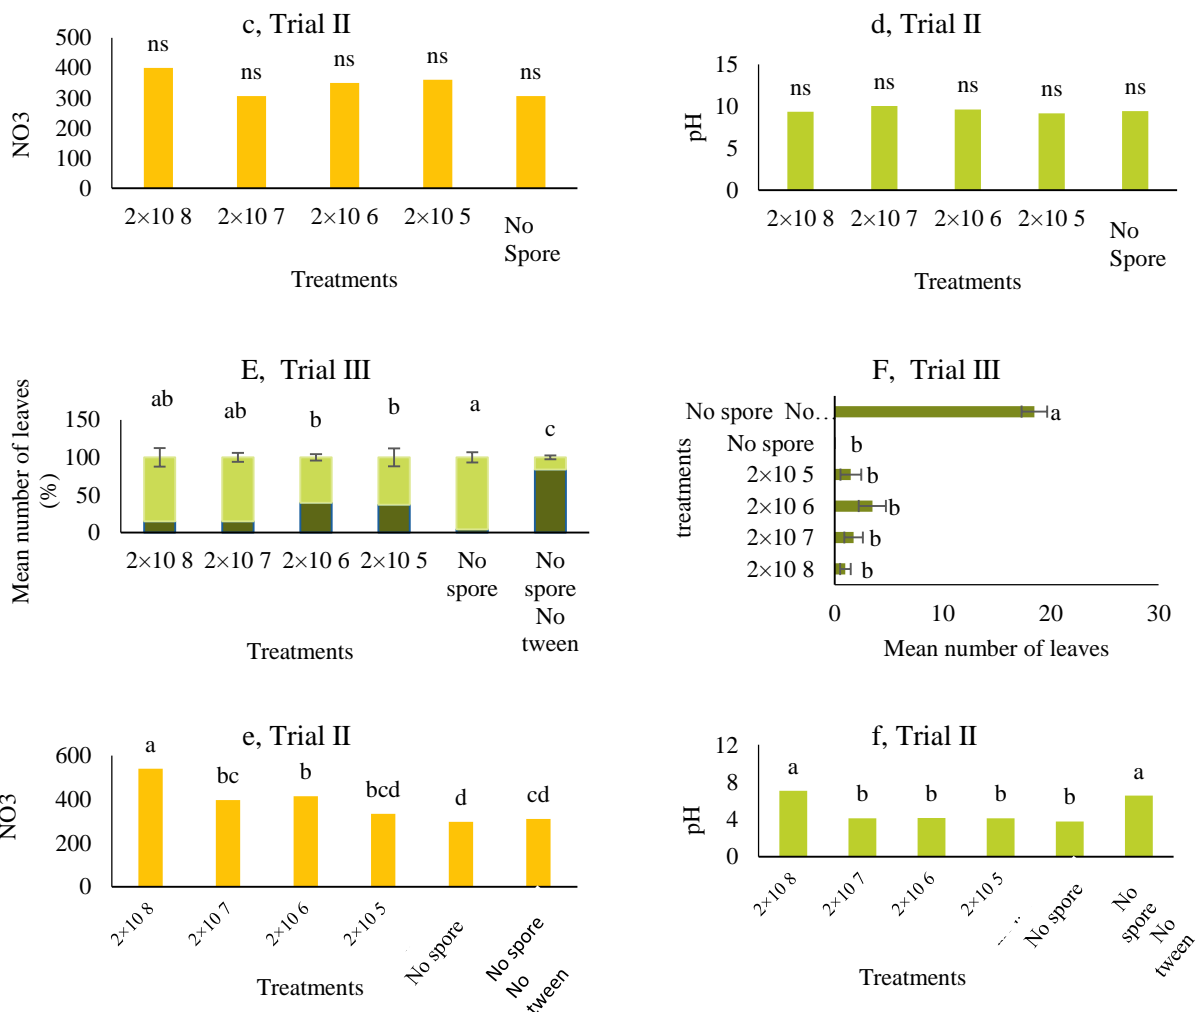 c, Trial II
500
400
300
200
100
0
NO3
ns
ns
ns
ns
ns
2×10 8
2×10 7
2×10 6
2×10 5
No
Spore
Treatments
d, Trial II
15
10
5
0
pH
ns
ns
ns
ns
ns
2×10 8
2×10 7
2×10 6
2×10 5
No
Spore
Treatments
E, Trial III
Mean number of leaves
(%)
150
100
50
0
ab
ab
b
b
a
c
2×10 8
2×10 7
2×10 6
2×10 5
No
spore
No
spore
No
tween
Treatments
F, Trial III
treatments
No spore No…
No spore
2×10 5
2×10 6
2×10 7
2×10 8
a
b
b
b
b
b
0
10
20
30
Mean number of leaves
e, Trial II
600
400
200
0
NO3
a
bc
b
bcd
d
cd
2×10 8
2×10 7
2×10 6
2×10 5
No spore
No spore
No
tween
Treatments
f, Trial II
12
8
4
0
pH
a
b
b
b
b
a
2×10 8
2×10 7
2×10 6
2×10 5
No spore
No
spore
No
tween
Treatments